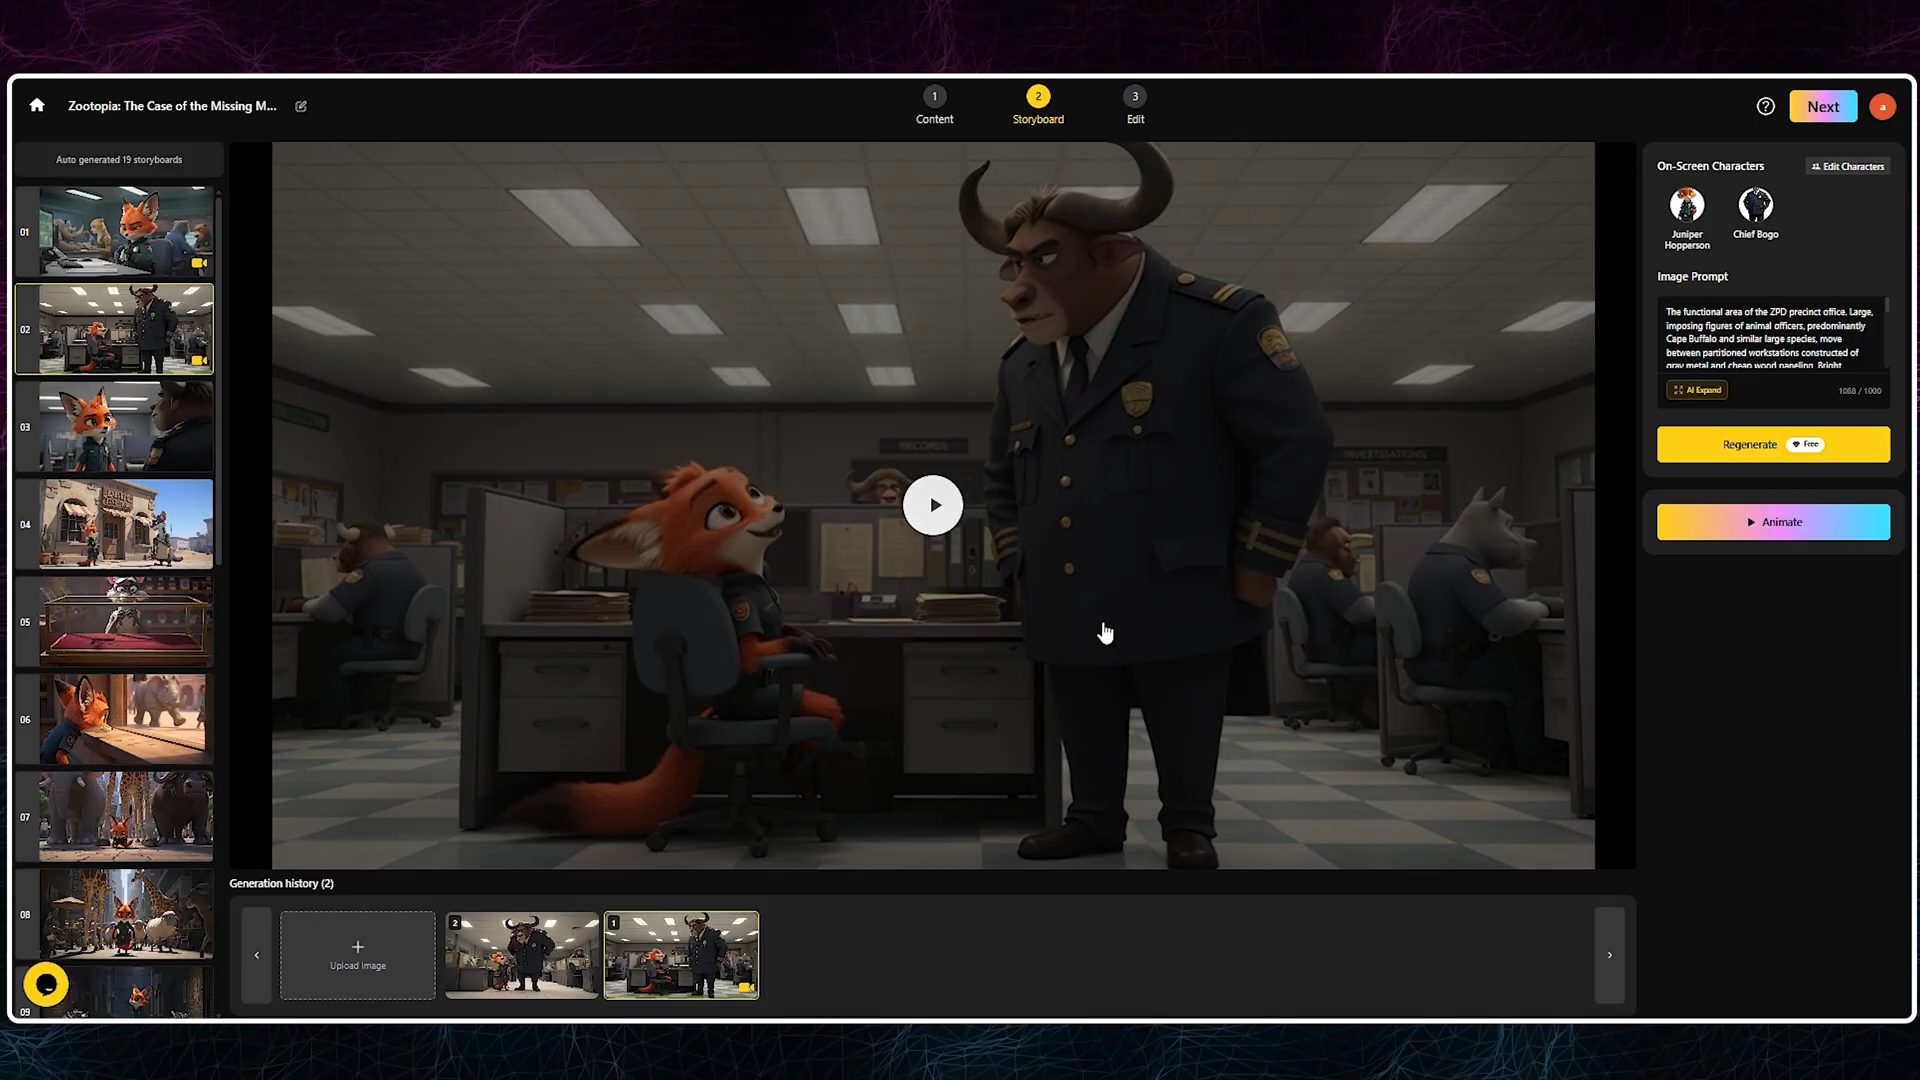 Zootopia: The Case of the Missing M...
1
Content
2
Storyboard
3
Edit
Next
a
Auto generated 19 storyboards
01
02
03
04
05
06
07
08
09
RECORDS
INVESTIGATIONS
On-Screen Characters
Edit Characters
Juniper
Hopperson
Chief Bogo
Image Prompt
The functional area of the ZPD precinct office. Large,
imposing figures of animal officers, predominantly
Cape Buffalo and similar large species, move
between partitioned workstations constructed of
gray metal and cheap wood paneling. Bright
AI Expand
1088 / 1000
Regenerate
Free
Animate
Generation history (2)
Upload Image
2
1